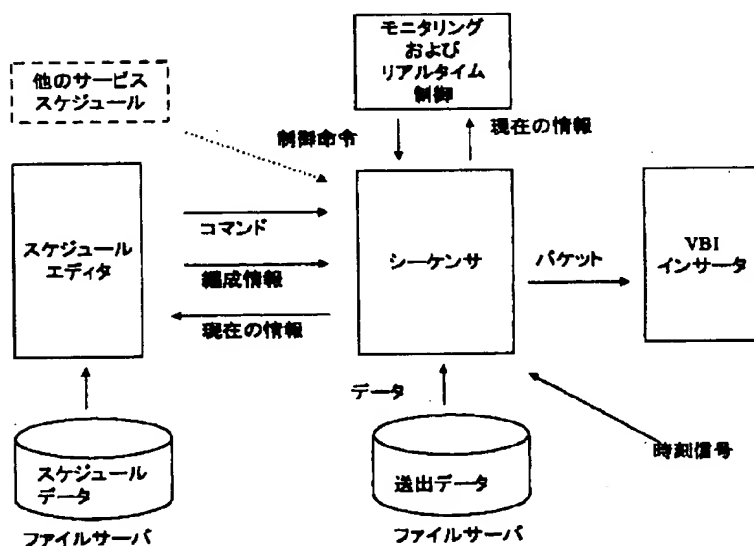 モニタリング
および
リアルタイム
制御
他のサービス
スケジュール
制御命令
現在の情報
スケジュール
エディタ
コマンド
編成情報
現在の情報
シーケンサ
パケット
VBI
インサータ
データ
時刻信号
スケジュール
データ
ファイルサーバ
送出データ
ファイルサーバ